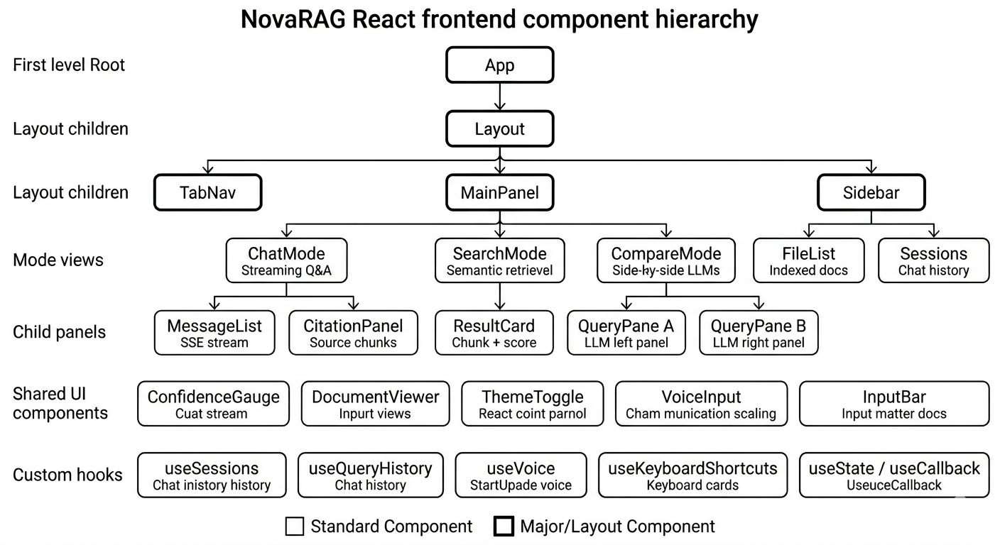 NovaRAG React frontend component hierarchy
First level Root
App
Layout children
Layout
Layout children
TabNav
MainPanel
Sidebar
Mode views
ChatMode
Streaming Q&A
SearchMode
Semantic retrievel
CompareMode
Side-by-side LLMs
FileList
Indexed docs
Sessions
Chat history
Child panels
MessageList
SSE stream
CitationPanel
Source chunks
ResultCard
Chunk + score
QueryPane A
LLM left panel
QueryPane B
LLM right panel
Shared UI
components
ConfidenceGauge
Cuat stream
DocumentViewer
Inpurt views
ThemeToggle
React coint parnol
VoiceInput
Cham munication scaling
InputBar
Input matter docs
Custom hooks
useSessions
Chat inistory history
useQueryHistory
Chat history
useVoice
StartUpade voice
useKeyboardShortcuts
Keyboard cards
useState / useCallback
UseuceCallback
Standard Component
Major/Layout Component